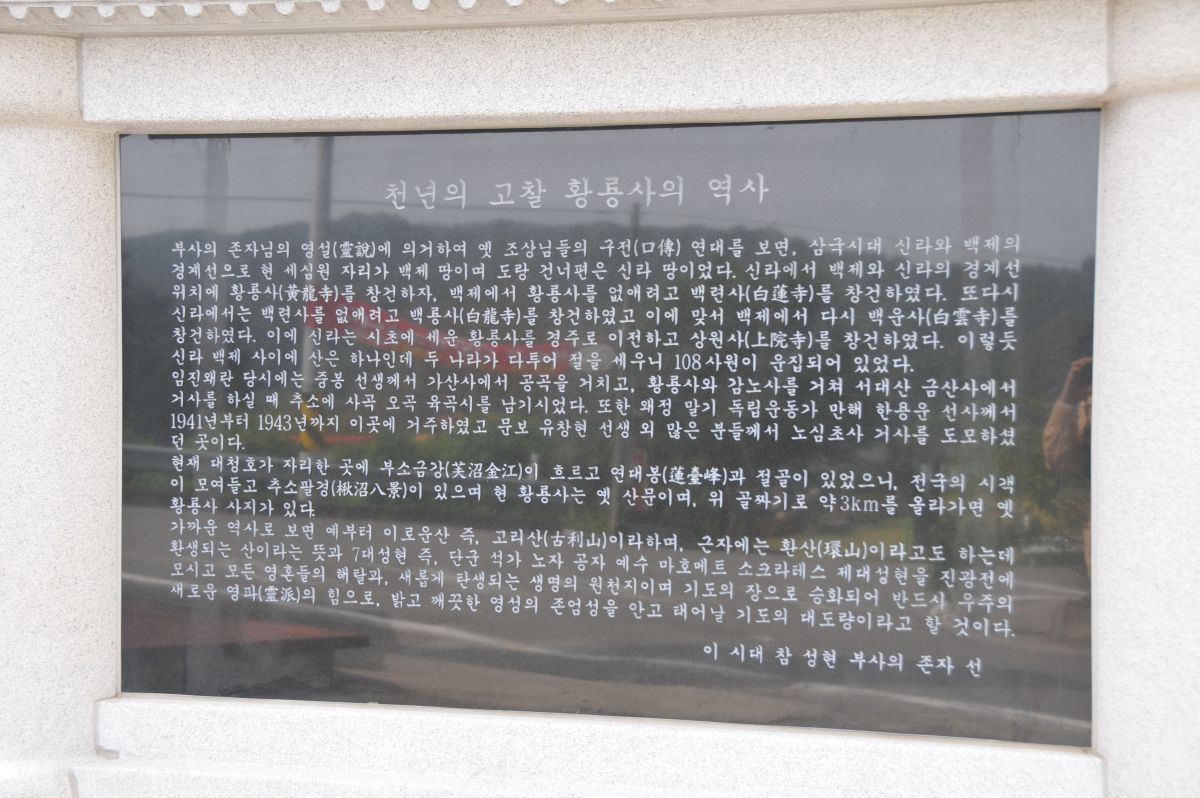 천년의 고찰 황룡사의 역사
부사의 존자님의 영설(靈說)에 의거하여 옛 조상님들의 구전(口傳) 연대를 보면, 삼국시대 신라와 백제의
경계선으로 현 세심원 자리가 백제 땅이며 도랑 건너편은 신라 땅이었다. 신라에서 백제와 신라의 경계선
위치에 황룡사(黃龍寺)를 창건하자, 백제에서 황룡사를 없애려고 백련사(白蓮寺)를 창건하였다. 또다시
신라에서는 백련사를 없애려고 백룡사(白龍寺)를 창건하였고 이에 맞서 백제에서 다시 백운사(白雲寺)를
창건하였다. 이에 신라는 시초에 세운 황룡사를 경주로 이전하고 상원사(上院寺)를 창건하였다. 이렇듯
신라 백제 사이에 산은 하나인데 두 나라가 다투어 절을 세우니 108사원이 운집되어 있었다.
임진왜란 당시에는 중봉 선생께서 가산사에서 공곡을 거치고, 황룡사와 감노사를 거쳐 서대산 금산사에서
거사를 하실 때 추소에 사곡 오곡 육곡시를 남기시었다. 또한 왜정 말기 독립운동가 만해 한용운 선사께서
1941년부터 1943년까지 이곳에 거주하였고 문보 유창현 선생 외 많은 분들께서 노심초사 거사를 도모하셨
던 곳이다.
현재 대청호가 자리한 곳에 부소금강(芙沼金江)이 흐르고 연대봉(蓮臺峰)과 절골이 있었으니, 전국의 시객
이 모여들고 추소팔경(楸沼八景)이 있으며 현 황룡사는 옛 산문이며, 위 골짜기로 약3km를 올라가면 옛
황룡사 사지가 있다.
가까운 역사로 보면 예부터 이로운산 즉, 고리산(古利山)이라하며, 근자에는 환산(環山)이라고도 하는데
환생되는 산이라는 뜻과 7대성현 즉, 단군 석가 노자 공자 예수 마호메트 소크라테스 제대성현을 진광전에
모시고 모든 영혼들의 해탈과, 새롭게 탄생되는 생명의 원천지이며 기도의 장으로 승화되어 반드시 우주의
새로운 영파(靈派)의 힘으로, 밝고 깨끗한 영성의 존엄성을 안고 태어날 기도의 대도량이라고 할 것이다.
이 시대 참 성현 부사의 존자 선